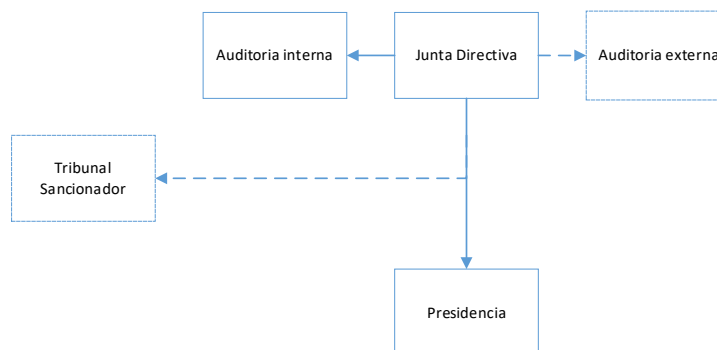 Auditoria interna
Junta Directiva
Auditoria externa
Tribunal
Sancionador
Presidencia